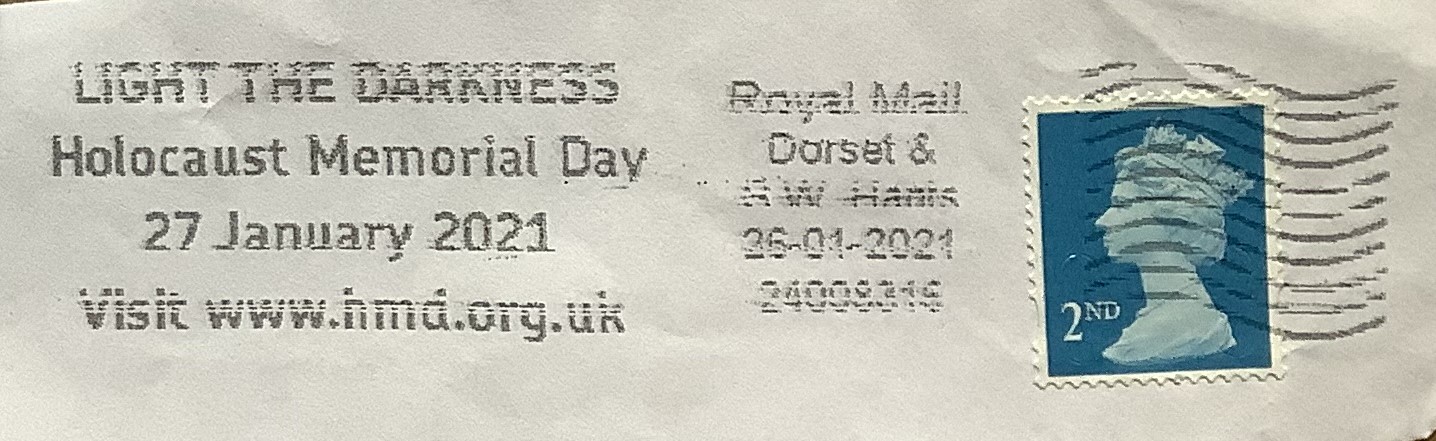 LIGHT THE DARKNESS
Holocaust Memorial Day
27 January 2021
Visit www.hmd.org.uk
Royal Mail
Dorset &
S W Hants
26-01-2021
2ND